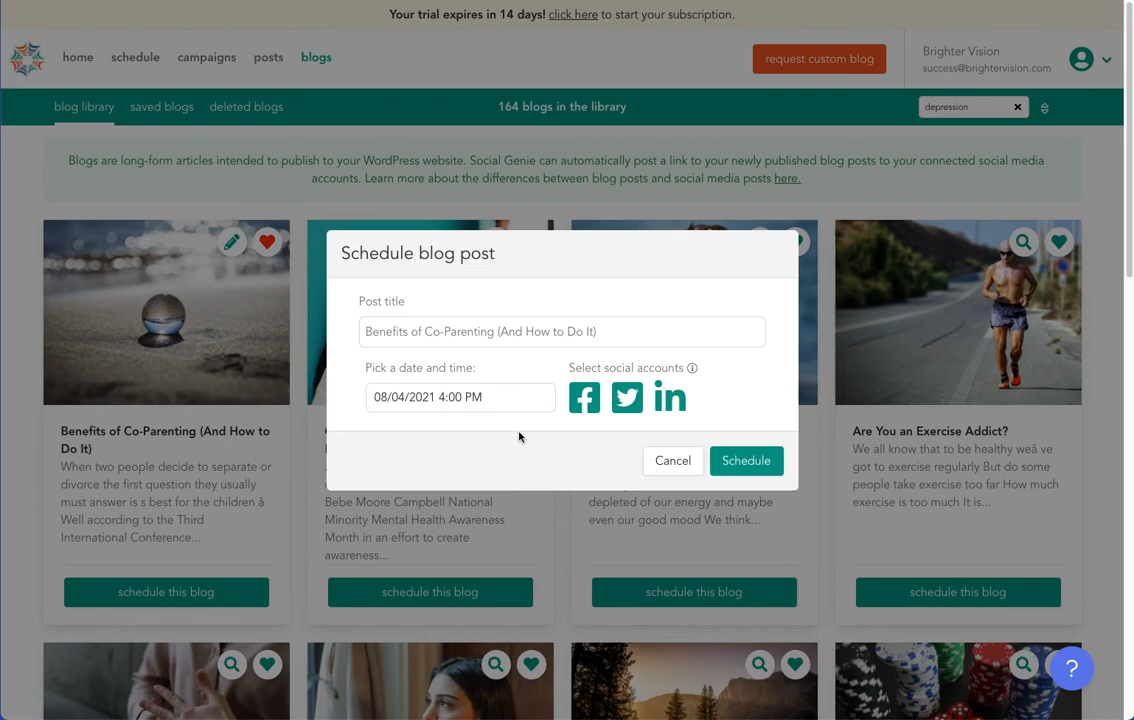 Your trial expires in 14 days! click here to start your subscription.
home schedule campaigns posts blogs
request custom blog
Brighter Vision
success@brightervision.com
blog library saved blogs deleted blogs
164 blogs in the library
depression
Blogs are long-form articles intended to publish to your WordPress website. Social Genie can automatically post a link to your newly published blog posts to your connected social media
accounts. Learn more about the differences between blog posts and social media posts here.
Schedule blog post
Post title
Benefits of Co-Parenting (And How to Do It)
Pick a date and time:
Select social accounts
08/04/2021 4:00 PM
Cancel
Schedule
Benefits of Co-Parenting (And How to
Do It)
When two people decide to separate or
divorce the first question they usually
must answer is s best for the children â
Well according to the Third
International Conference...
schedule this blog
Bebe Moore Campbell National
Minority Mental Health Awareness
Month in an effort to create
awareness...
schedule this blog
depleted of our energy and maybe
even our good mood We think...
schedule this blog
Are You an Exercise Addict?
We all know that to be healthy weâ ve
got to exercise regularly But do some
people take exercise too far How much
exercise is too much It is...
schedule this blog
?